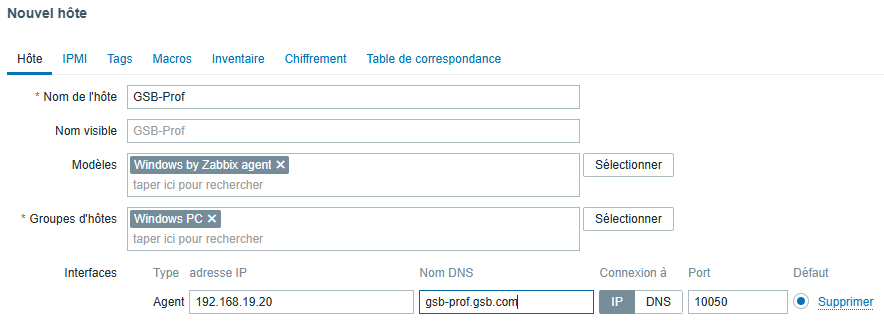 Nouvel hôte
Hôte IPMI Tags Macros Inventaire Chiffrement Table de correspondance
* Nom de l'hôte GSB-Prof
Nom visible GSB-Prof
Modèles Windows by Zabbix agent ✕ Sélectionner
taper ici pour rechercher
* Groupes d'hôtes Windows PC ✕ Sélectionner
taper ici pour rechercher
Interfaces Type adresse IP Nom DNS Connexion à Port Défaut
Agent 192.168.19.20 gsb-prof.gsb.com IP DNS 10050 Supprimer